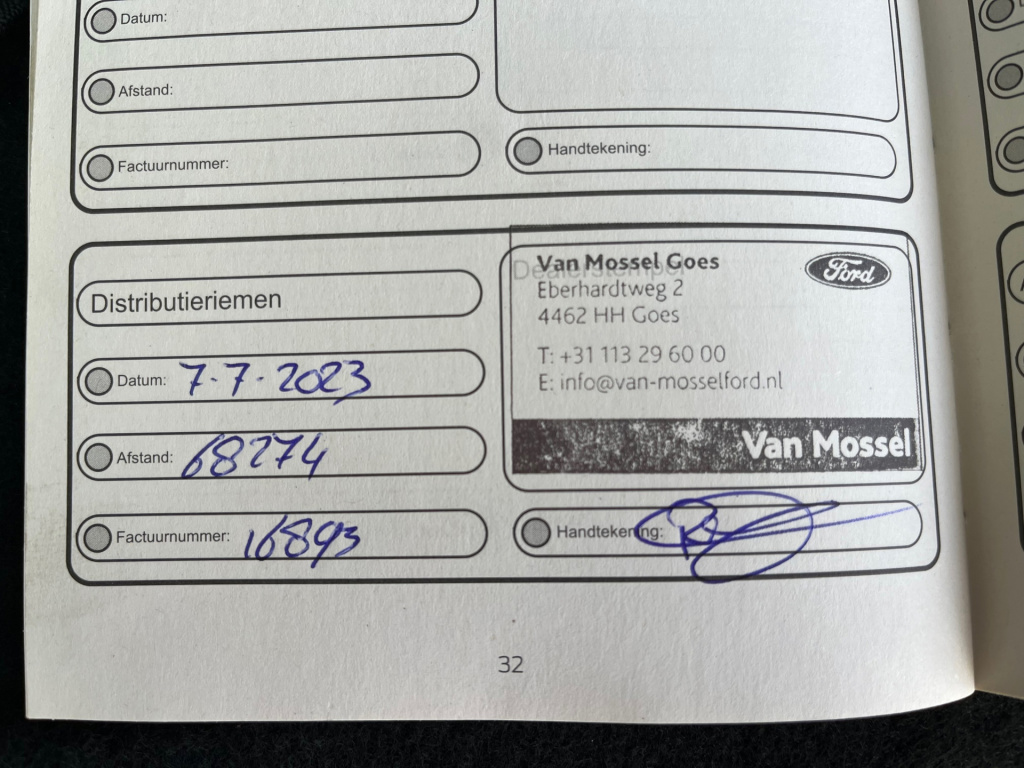 Datum:
Afstand:
Factuurnummer:
Handtekening:
Distributieriemen
Datum: 7-7-2023
Afstand: 68274
Factuurnummer: 16893
Dealerstempel
Van Mossel Goes
Ford
Eberhardtweg 2
4462 HH Goes
T: +31 113 29 60 00
E: info@van-mosselford.nl
Van Mossel
Handtekening:
32